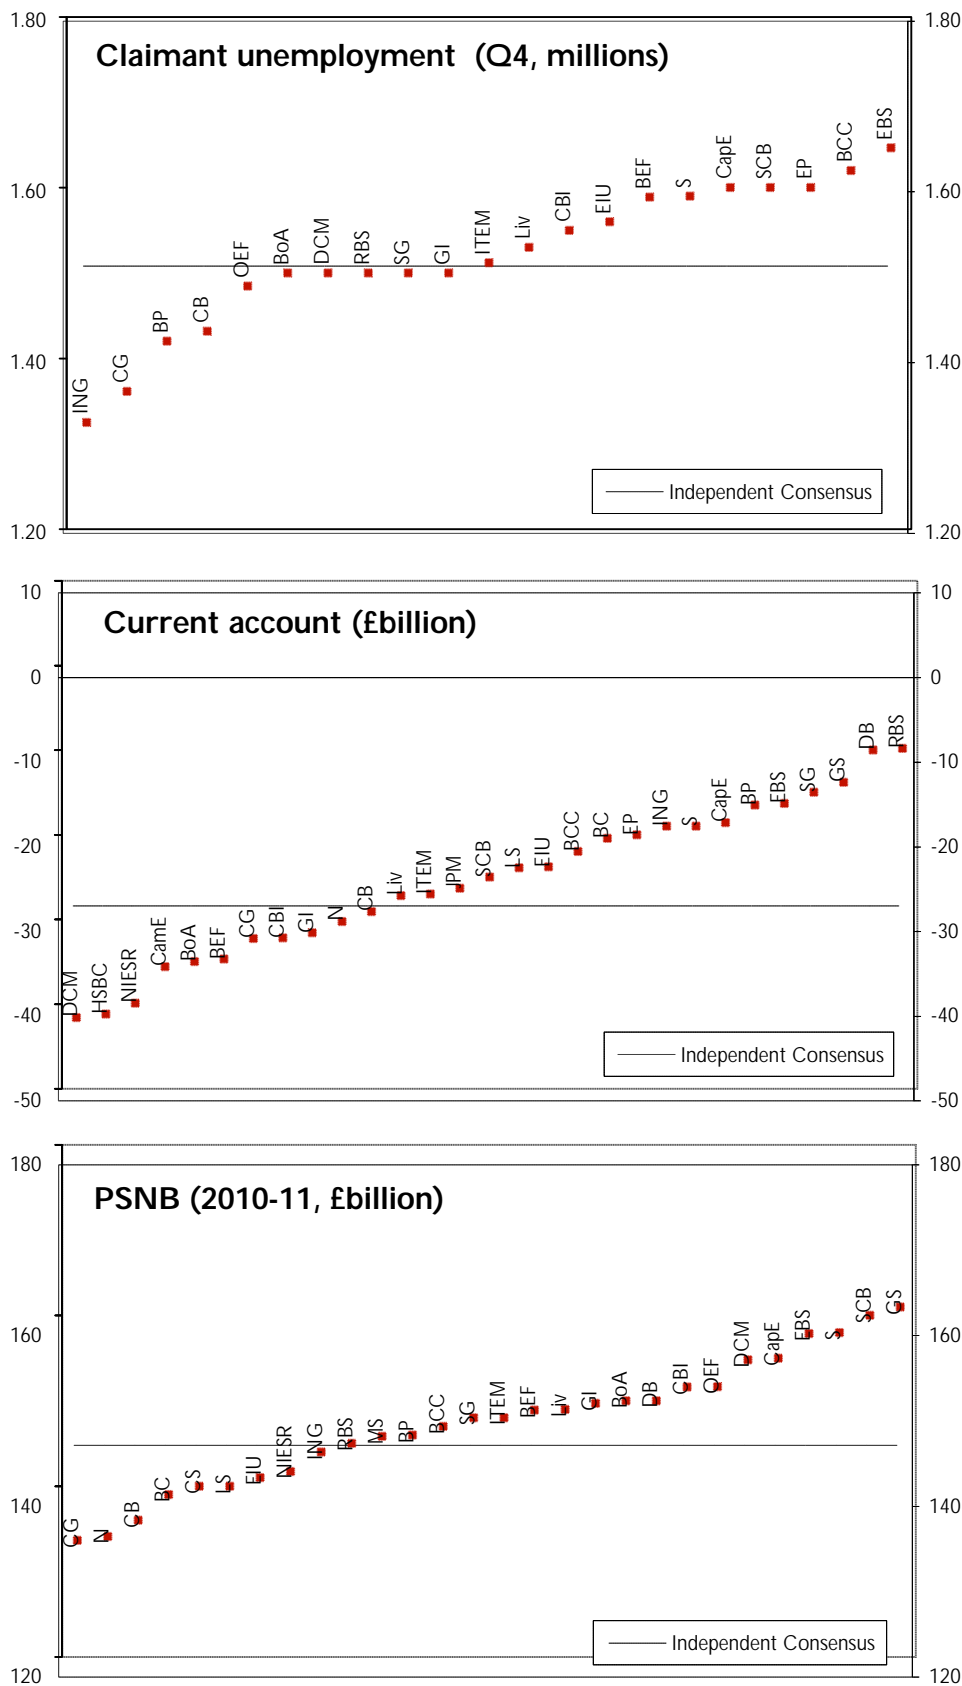 1.80 1.80
Claimant unemployment (Q4, millions)
ING CG BP CB OEF BoA DCM RBS SG GI ITEM Liv CBI EIU BEF S CapE SCB EP BCC EBS
1.60 1.60
1.40 1.40
Independent Consensus
1.20 1.20
10 10
Current account (£billion)
0 0
DCM HSBC NIESR CamE BoA BEF CG CBI GI N CB Liv ITEM JPM SCB LS EIU BCC BC EP ING S CapE BP EBS SG GS DB RBS
-10 -10
-20 -20
-30 -30
-40 -40
Independent Consensus
-50 -50
180 180
PSNB (2010-11, £billion)
CG N CB BC CS LS EIU NIESR ING RBS MS BP BCC SG ITEM BEF Liv GI BoA DB CBI OEF DCM CapE EBS S SCB GS
160 160
140 140
Independent Consensus
120 120